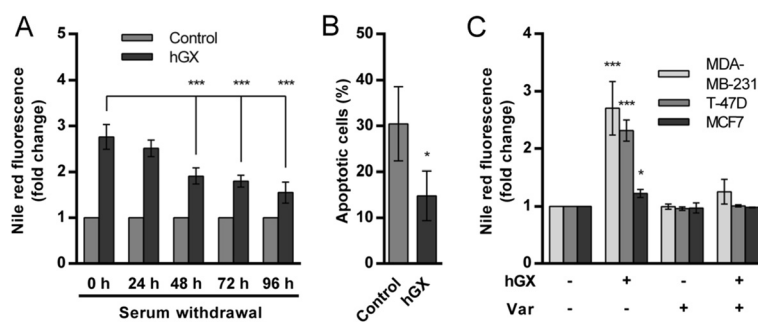 A
Nile red fluorescence
(fold change)
5
4
3
2
1
0
Control
hGX
***
***
***
0 h
24 h
48 h
72 h
96 h
Serum withdrawal
B
Apoptotic cells (%)
50
40
30
20
10
0
*
Control
hGX
C
Nile red fluorescence
(fold change)
5
4
3
2
1
0
MDA-
MB-231
T-47D
MCF7
***
***
*
hGX - + - +
Var - - + +